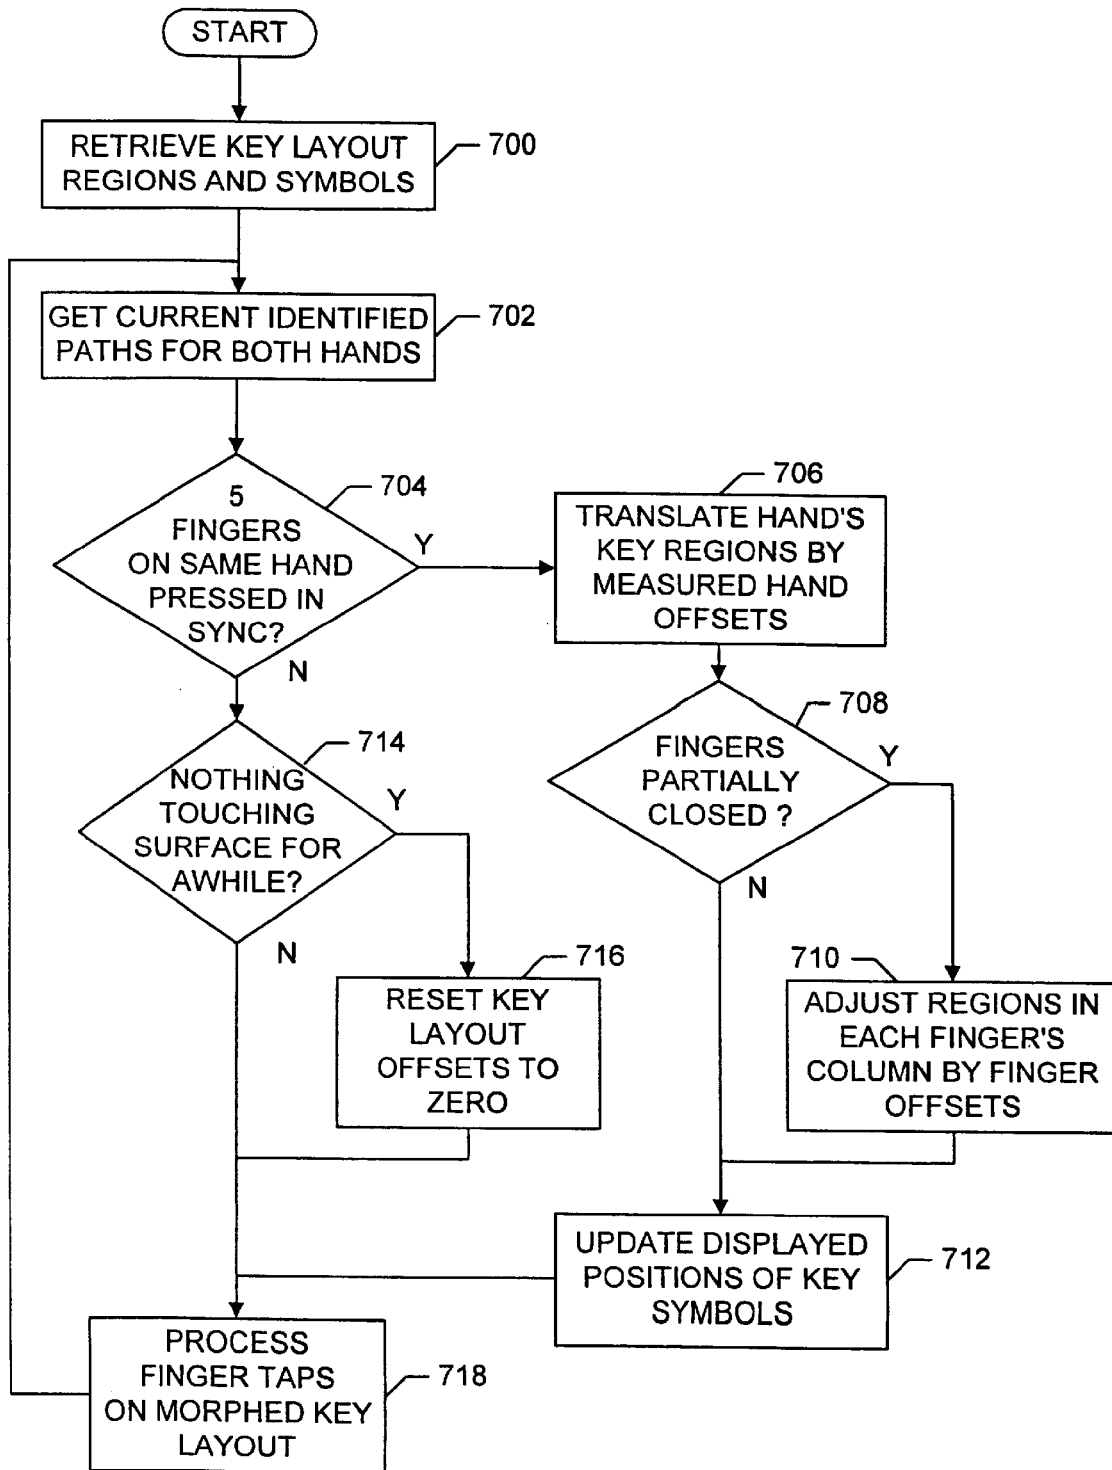 START
RETRIEVE KEY LAYOUT
REGIONS AND SYMBOLS
700
GET CURRENT IDENTIFIED
PATHS FOR BOTH HANDS
702
5
FINGERS
ON SAME HAND
PRESSED IN
SYNC?
704
Y
N
706
TRANSLATE HAND'S
KEY REGIONS BY
MEASURED HAND
OFFSETS
708
FINGERS
PARTIALLY
CLOSED ?
Y
N
714
NOTHING
TOUCHING
SURFACE FOR
AWHILE?
Y
N
716
RESET KEY
LAYOUT
OFFSETS TO
ZERO
710
ADJUST REGIONS IN
EACH FINGER'S
COLUMN BY FINGER
OFFSETS
UPDATE DISPLAYED
POSITIONS OF KEY
SYMBOLS
712
PROCESS
FINGER TAPS
ON MORPHED KEY
LAYOUT
718